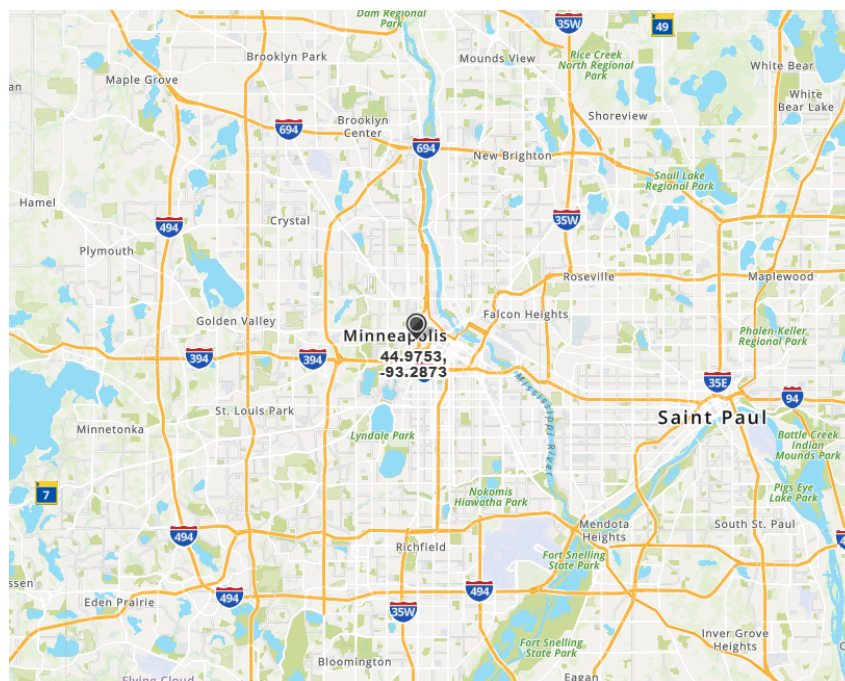 Dam Regional
Park
35W
49
Brooklyn Park
Mounds View
Rice Creek
North Regional
Park
White Bear
Maple Grove
White
Bear Lake
694
Brooklyn
Center
Shoreview
694
New Brighton
Snail Lake
Regional Park
Hamel
494
Crystal
35W
Plymouth
Roseville
Maplewood
Golden Valley
Falcon Heights
Minneapolis
Phalen-Keller
Regional Park
394
394
44.9753,
-93.2873
Mississippi River
35E
94
St. Louis Park
Saint Paul
Minnetonka
Lyndale Park
Battle Creek
Indian
Mounds Park
7
Nokomis
Hiawatha Park
Pigs Eye
Lake Park
494
Mendota
Heights
South St. Paul
Richfield
Fort Snelling
State Park
ssen
Eden Prairie
494
35W
494
Fort Snelling
State Park
Inver Grove
Heights
Bloomington
Flying Cloud
Eagan